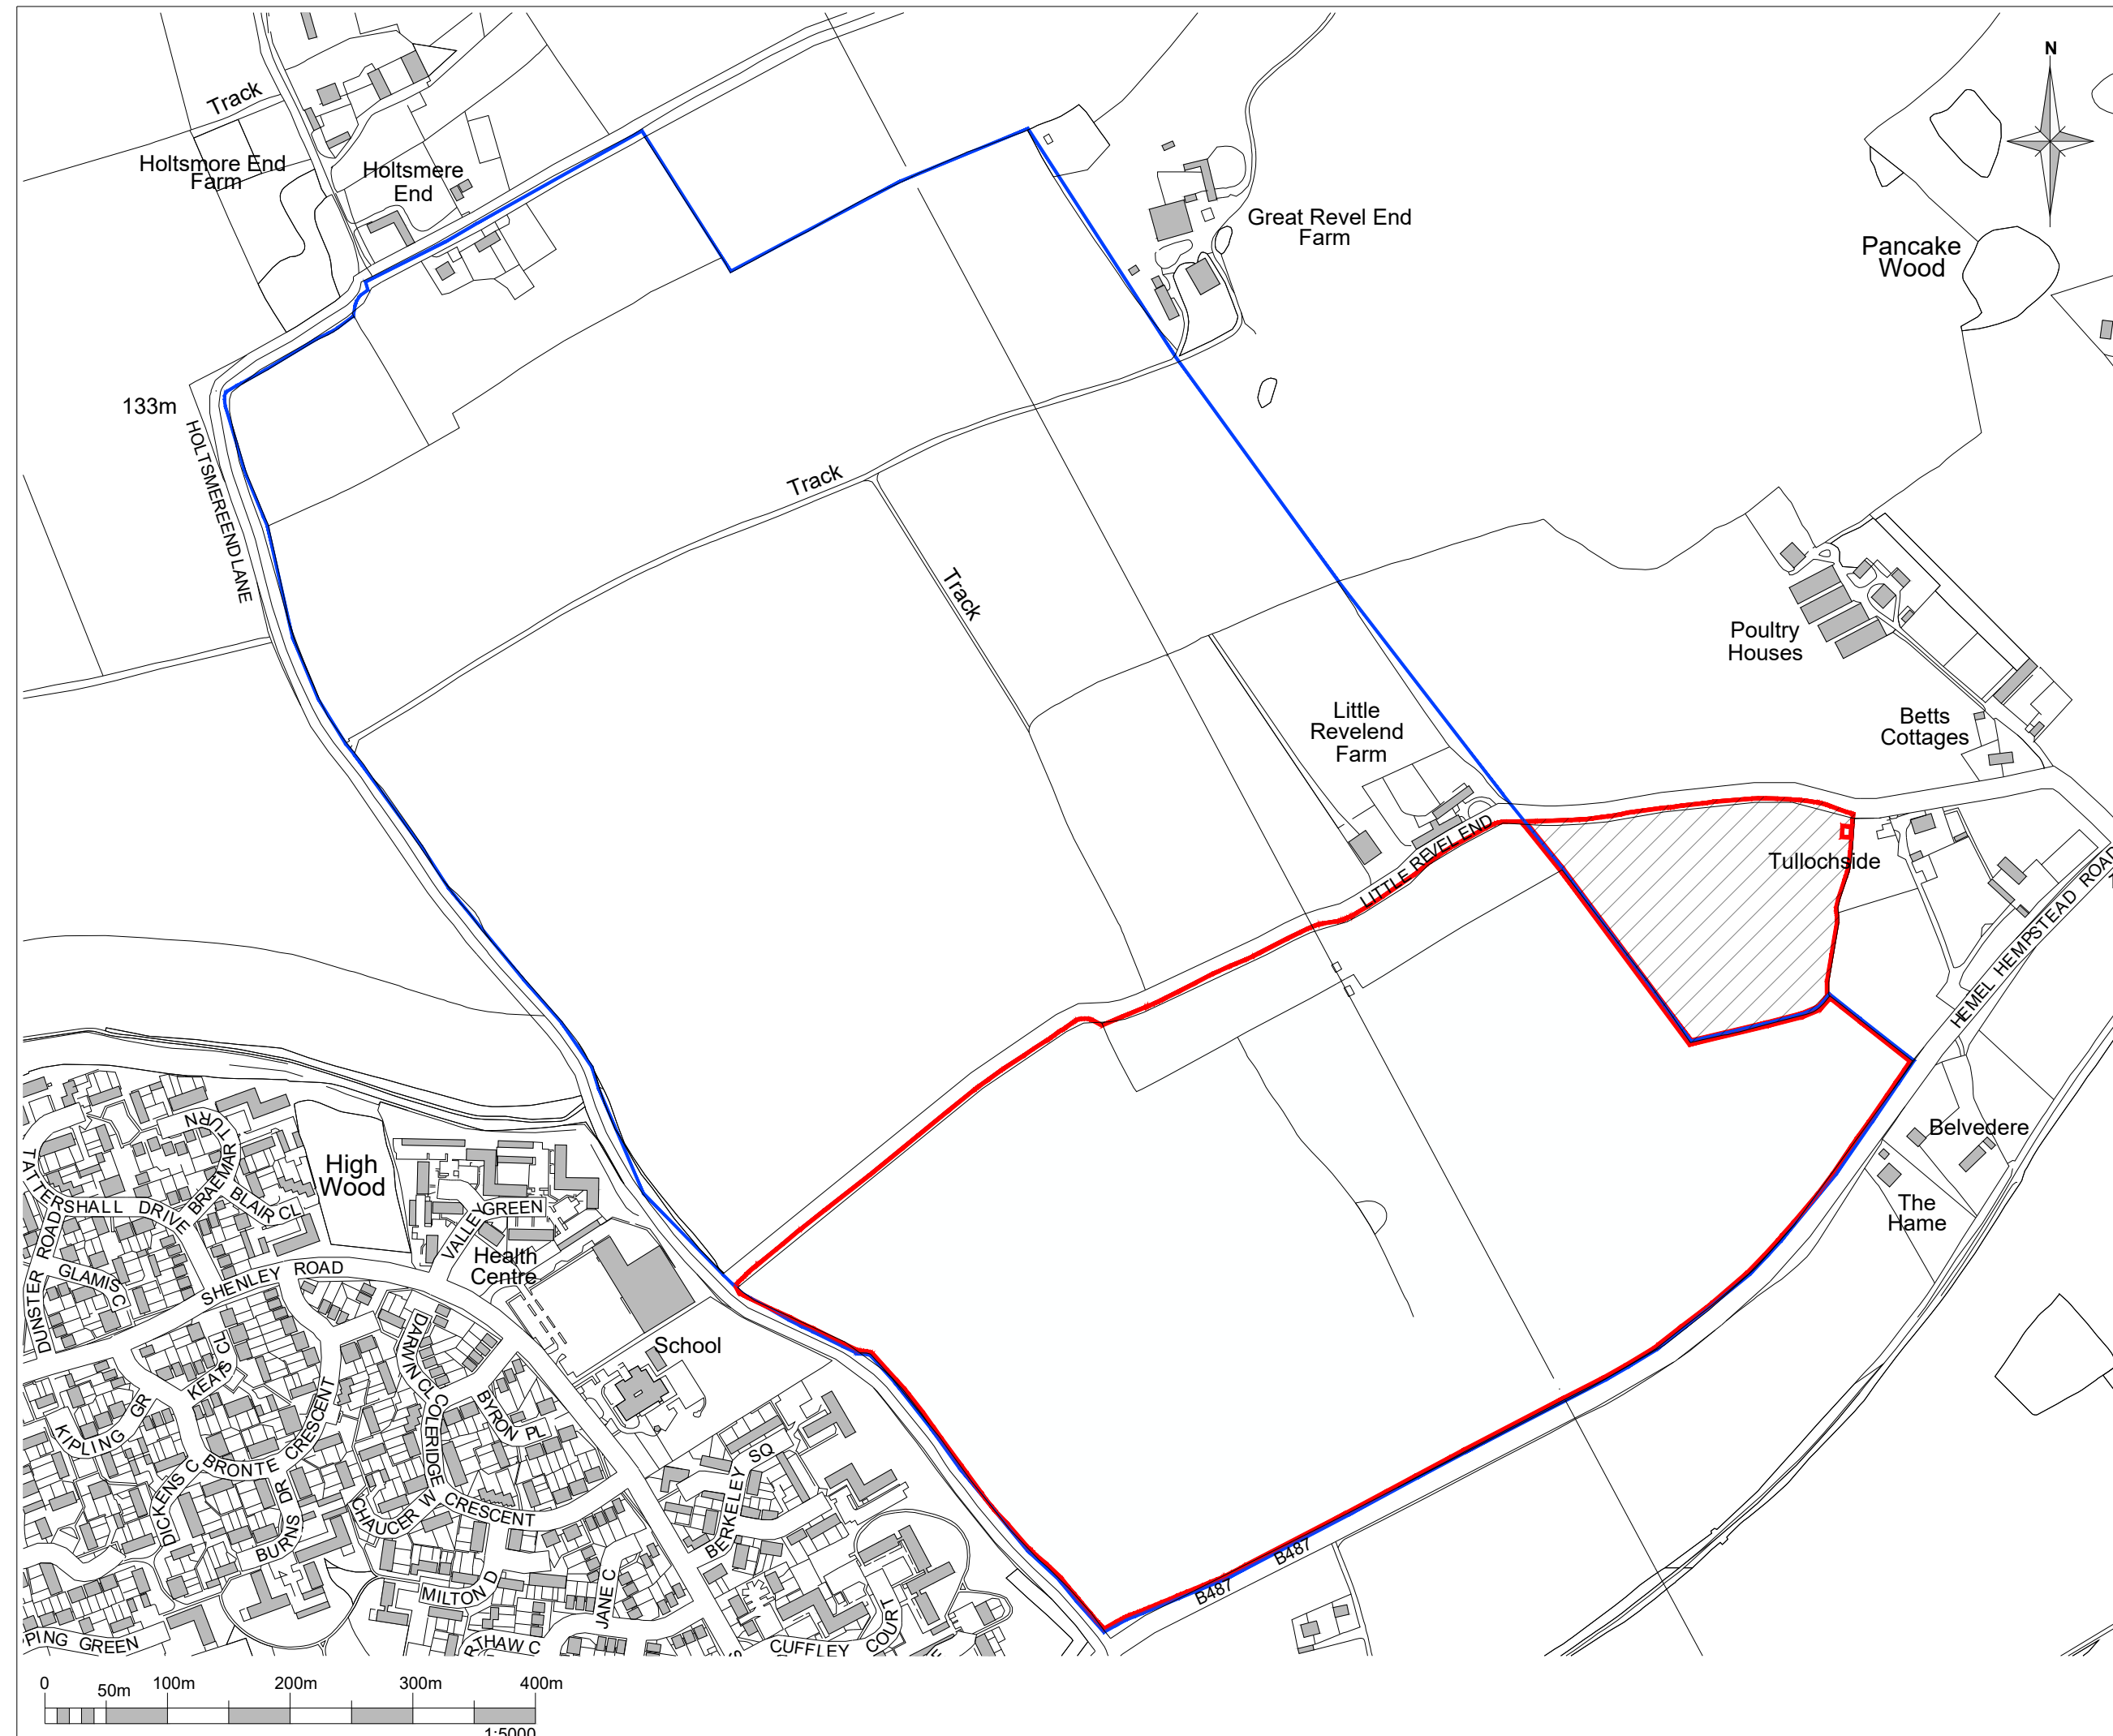 N
Track
Holtsmore End
Farm
Holtsmere
End
Great Revel End
Farm
Pancake
Wood
133m
HOLTSMEREENDLANE
Track
Track
Poultry
Houses
Little
Revelend
Farm
Betts
Cottages
LITTLE REVEL END
Tullochside
HEMEL HEMPSTEAD ROAD
Belvedere
The
Hame
High
Wood
TATTERSHALL DRIVE
BRAEMAR TURN
BLAIR CL
VALLEY GREEN
Health
Centre
DUNSTER ROAD
GLAMIS C
SHENLEY ROAD
School
KEATS CL
DARWIN CL
COLERIDGE CRESCENT
BYRON PL
KIPLING GR
BRONTE CRESCENT
DICKENS C
BURNS DR
CHAUCER W
BERKELEY SQ
MILTON D
JANE C
B487
B487
PING GREEN
RTHAW C
CUFFLEY COURT
0 50m 100m 200m 300m 400m
1:5000